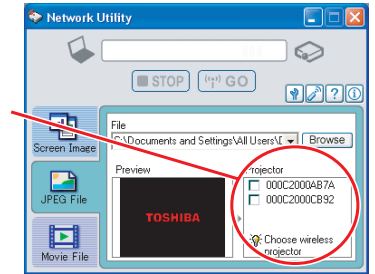 Network Utility
STOP
GO
File
C:\Documents and Settings\All Users\D
Browse
Screen Image
JPEG File
Movie File
Preview
TOSHIBA
Projector
000C2000AB7A
000C2000CB92
Choose wireless
projector